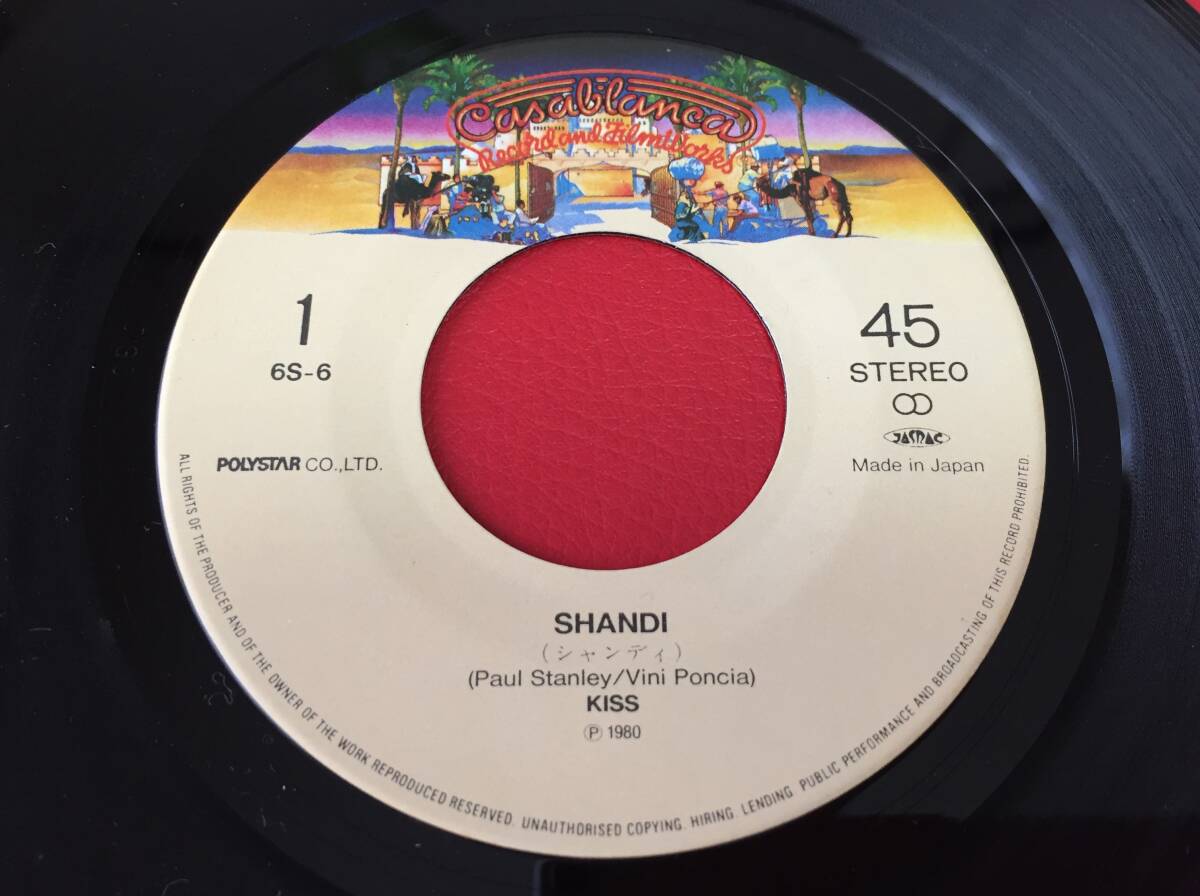 Casablanca
Record and FilmWorks
1
6S-6
45
STEREO
JASRAC
POLYSTAR CO.,LTD.
Made in Japan
SHANDI
(シャンディ)
(Paul Stanley/Vini Poncia)
KISS
Ⓟ 1980
ALL RIGHTS OF THE PRODUCER AND OF THE OWNER OF THE WORK REPRODUCED RESERVED. UNAUTHORISED COPYING. HIRING. LENDING PUBLIC PERFORMANCE AND BROADCASTING OF THIS RECORD PROHIBITED.